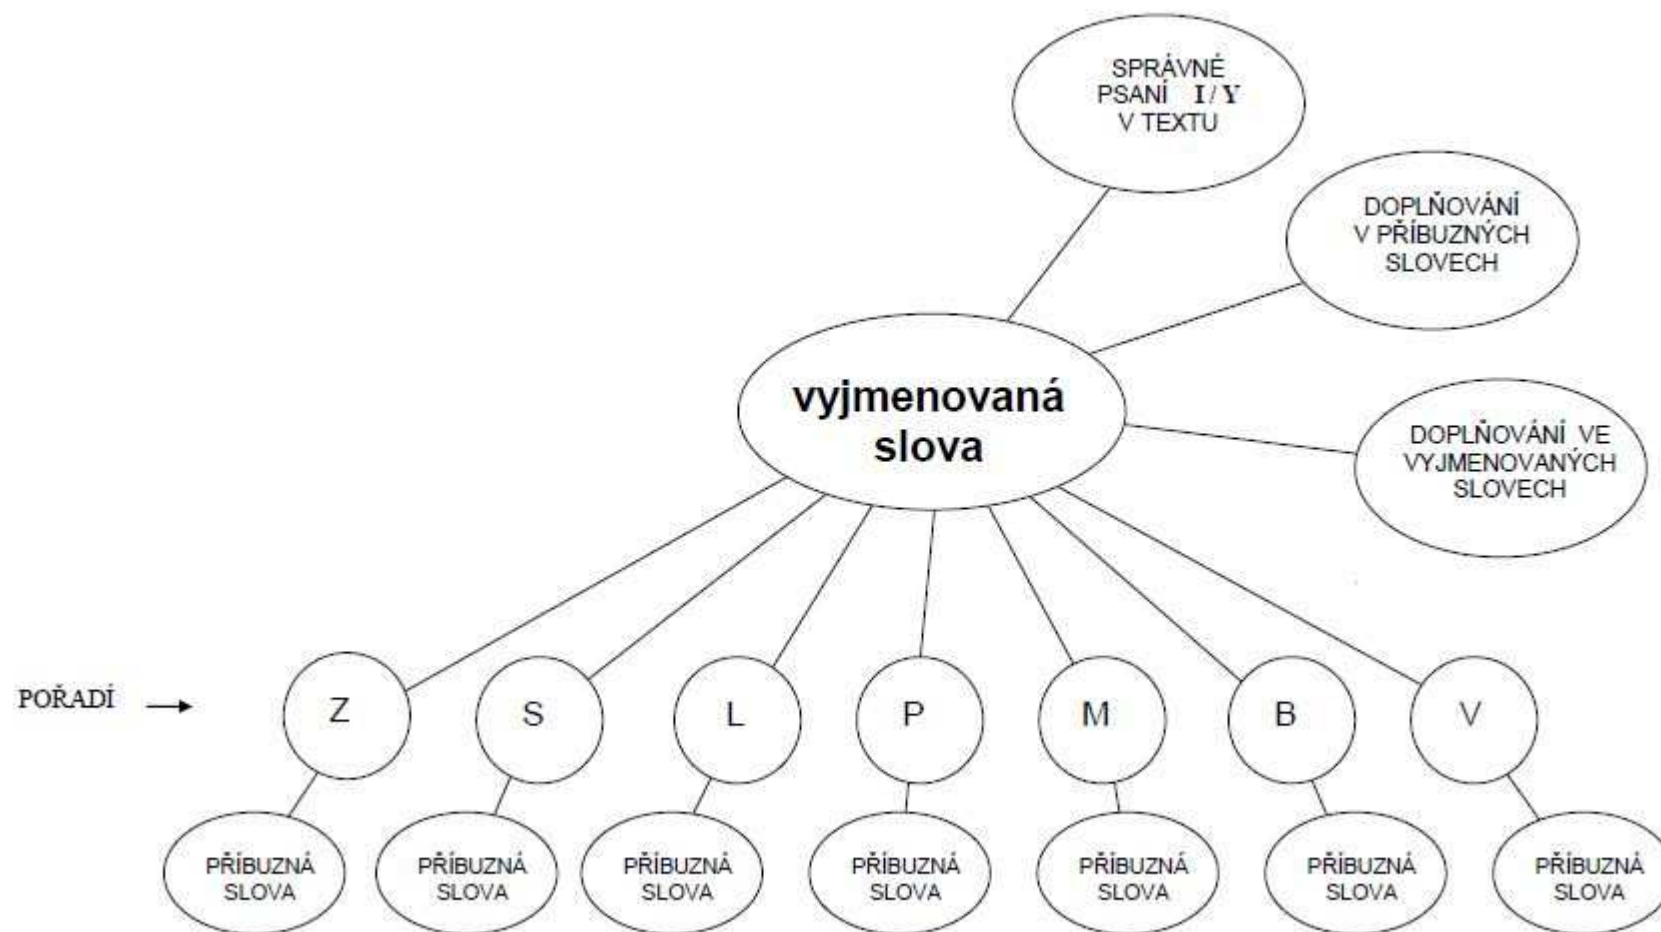 SPRÁVNÉ
PSANÍ I / Y
V TEXTU
DOPLŇOVÁNÍ
V PŘÍBUZNÝCH
SLOVECH
vyjmenovaná
slova
DOPLŇOVÁNÍ VE
VYJMENOVANÝCH
SLOVECH
POŘADÍ
Z
S
L
P
M
B
V
PŘÍBUZNÁ
SLOVA
PŘÍBUZNÁ
SLOVA
PŘÍBUZNÁ
SLOVA
PŘÍBUZNÁ
SLOVA
PŘÍBUZNÁ
SLOVA
PŘÍBUZNÁ
SLOVA
PŘÍBUZNÁ
SLOVA